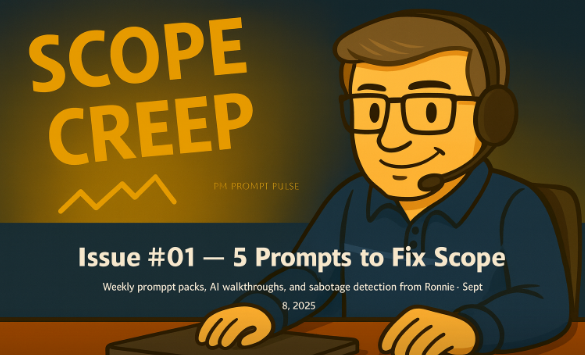 SCOPE
CREEP
PM PROMPT PULSE
Issue #01 — 5 Prompts to Fix Scope
Weekly promppt packs, AI walkthroughs, and sabotage detection from Ronnie · Sept
8, 2025